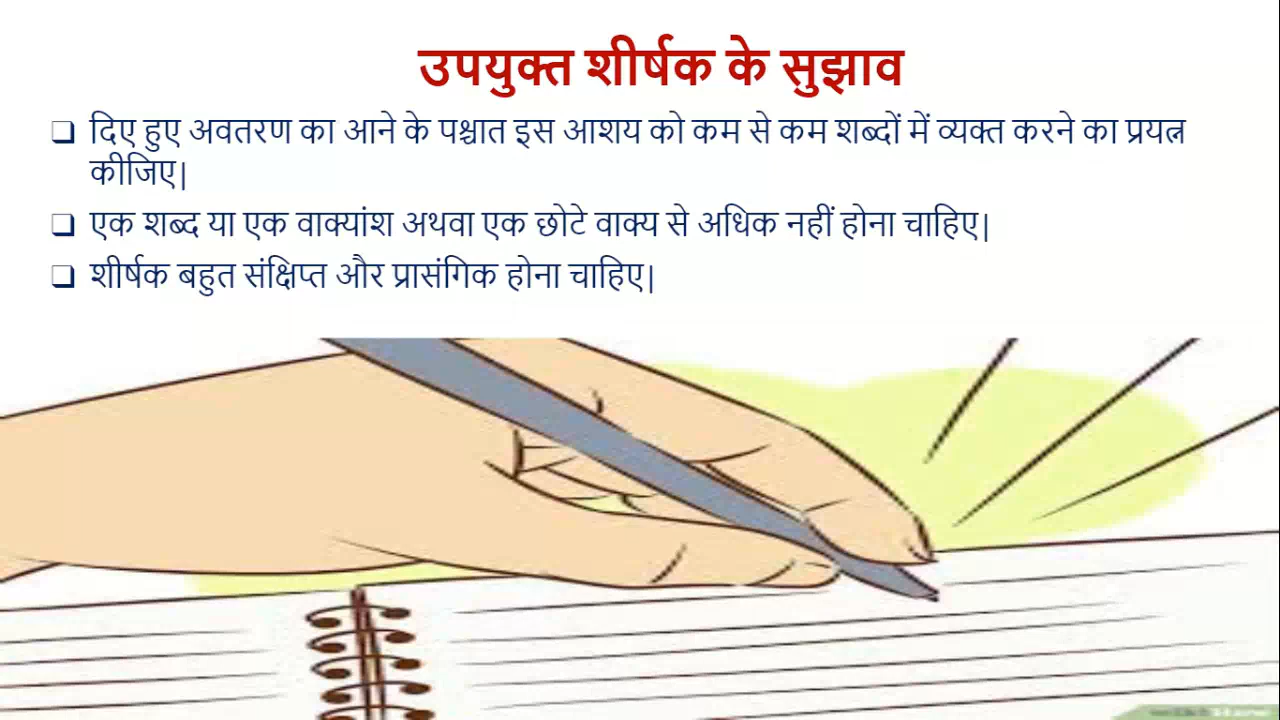 उपयुक्त शीर्षक के सुझाव
दिए हुए अवतरण का आने के पश्चात इस आशय को कम से कम शब्दों में व्यक्त करने का प्रयत्न
कीजिए।
एक शब्द या एक वाक्यांश अथवा एक छोटे वाक्य से अधिक नहीं होना चाहिए।
शीर्षक बहुत संक्षिप्त और प्रासंगिक होना चाहिए।